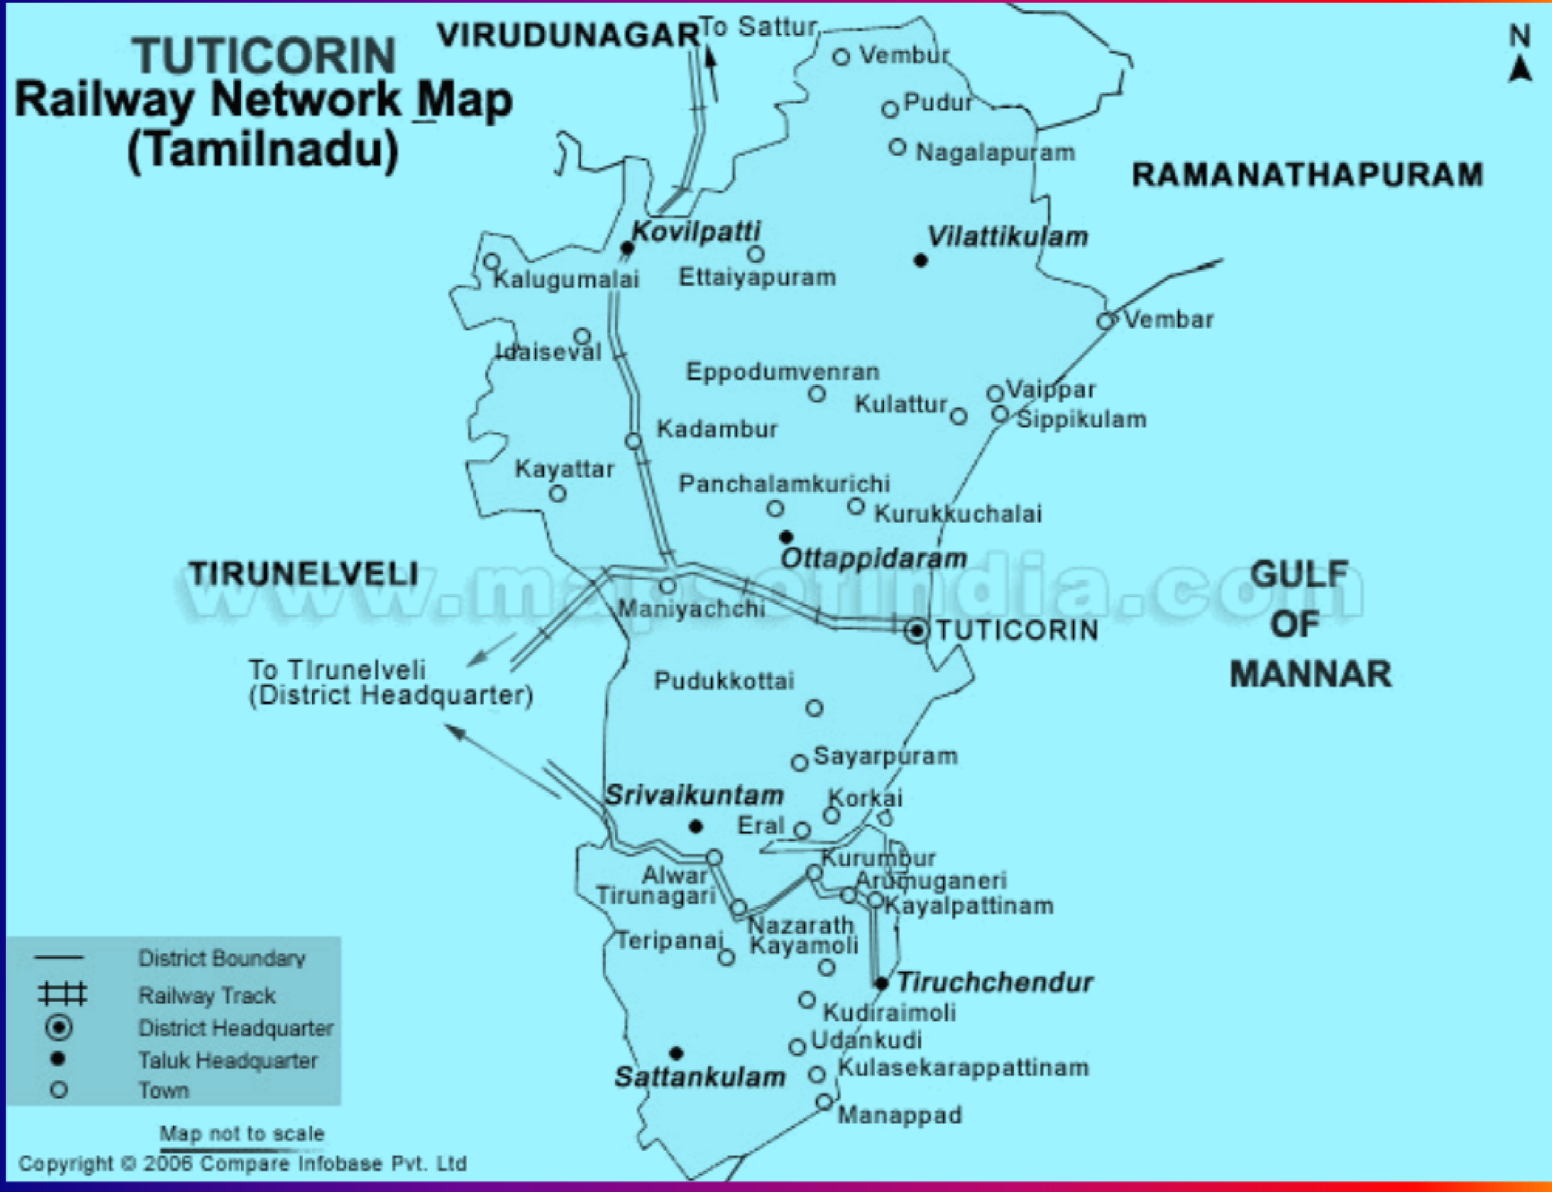 TUTICORIN
Railway Network Map
(Tamilnadu)
VIRUDUNAGAR
To Sattur
N
Vembur
Pudur
Nagalapuram
RAMANATHAPURAM
Kovilpatti
Vilattikulam
Kalugumalai
Ettaiyapuram
Vembar
Idaiseval
Eppodumvenran
Vaippar
Kulattur
Sippikulam
Kadambur
Kayattar
Panchalamkurichi
Kurukkuchalai
Ottappidaram
TIRUNELVELI
www.mapsofindia.com
GULF
OF
MANNAR
Maniyachchi
TUTICORIN
To TIrunelveli
(District Headquarter)
Pudukkottai
Sayarpuram
Srivaikuntam
Korkai
Eral
Kurumbur
Alwar
Tirunagari
Arumuganeri
Kayalpattinam
Nazarath
Teripanai
Kayamoli
Tiruchchendur
Kudiraimoli
Udankudi
Sattankulam
Kulasekarappattinam
Manappad
District Boundary
Railway Track
District Headquarter
Taluk Headquarter
Town
Map not to scale
Copyright © 2006 Compare Infobase Pvt. Ltd